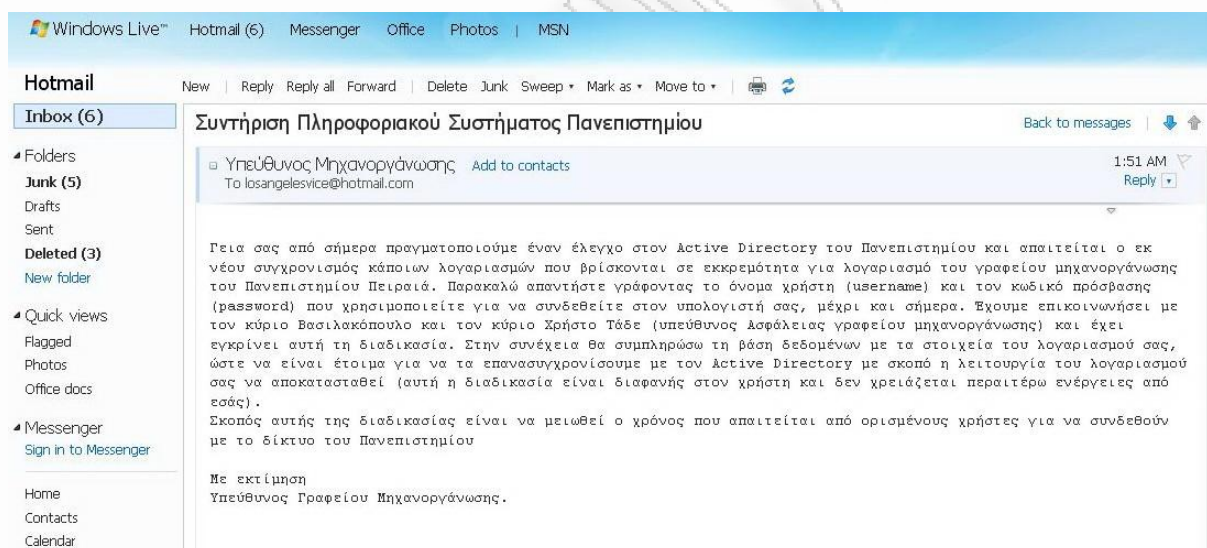 Windows Live™ Hotmail (6) Messenger Office Photos | MSN
Hotmail
New | Reply Reply all Forward | Delete Junk Sweep Mark as Move to
Inbox (6)
Συντήριση Πληροφοριακού Συστήματος Πανεπιστημίου
Back to messages
Folders
Junk (5)
Drafts
Sent
Deleted (3)
New folder
Quick views
Flagged
Photos
Office docs
Messenger
Sign in to Messenger
Home
Contacts
Calendar
Υπεύθυνος Μηχανοργάνωσης Add to contacts
To losangelesvice@hotmail.com
1:51 AM
Reply
Γεια σας από σήμερα πραγματοποιούμε έναν έλεγχο στον Active Directory του Πανεπιστημίου και απαιτείται ο εκ
νέου συγχρονισμός κάποιων λογαριασμών που βρίσκονται σε εκκρεμότητα για λογαριασμό του γραφείου μηχανοργάνωσης
του Πανεπιστημίου Πειραιά. Παρακαλώ απαντήστε γράφοντας το όνομα χρήστη (username) και τον κωδικό πρόσβασης
(password) που χρησιμοποιείτε για να συνδεθείτε στον υπολογιστή σας, μέχρι και σήμερα. Έχουμε επικοινωνήσει με
τον κύριο Βασιλακόπουλο και τον κύριο Χρήστο Τάδε (υπεύθυνος Ασφάλειας γραφείου μηχανοργάνωσης) και έχει
εγκρίνει αυτή τη διαδικασία. Στην συνέχεια θα συμπληρώσω τη βάση δεδομένων με τα στοιχεία του λογαριασμού σας,
ώστε να είναι έτοιμα για να τα επανασυγχρονίσουμε με τον Active Directory με σκοπό η λειτουργία του λογαριασμού
σας να αποκατασταθεί (αυτή η διαδικασία είναι διαφανής στον χρήστη και δεν χρειάζεται περαιτέρω ενέργειες από
εσάς).
Σκοπός αυτής της διαδικασίας είναι να μειωθεί ο χρόνος που απαιτείται από ορισμένους χρήστες για να συνδεθούν
με το δίκτυο του Πανεπιστημίου
Με εκτίμηση
Υπεύθυνος Γραφείου Μηχανοργάνωσης.